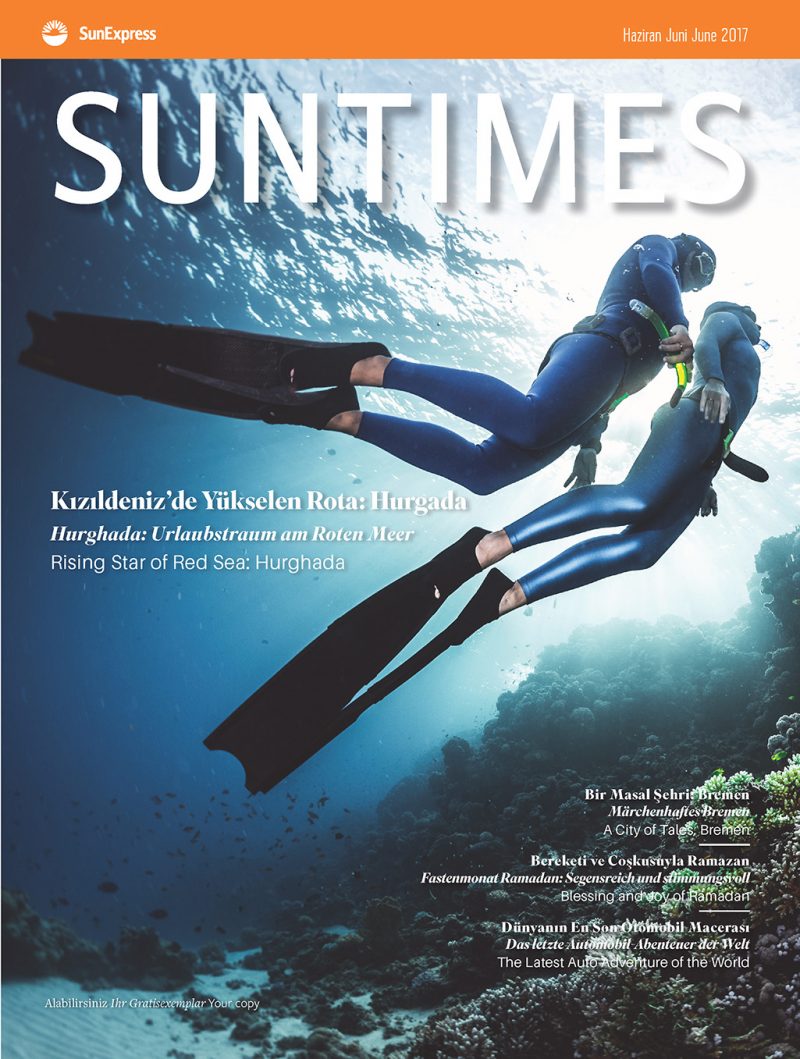 SunExpress
Haziran Juni June 2017
SUNTIMES
Kızıldeniz’de Yükselen Rota: Hurgada
Hurghada: Urlaubstraum am Roten Meer
Rising Star of Red Sea: Hurghada
Bir Masal Şehri: Bremen
Märchenhaftes Bremen
A City of Tales: Bremen
Bereketi ve Coşkusuyla Ramazan
Fastenmonat Ramadan: Segensreich und stimmungsvoll
Blessing and Joy of Ramadan
Dünyanın En Son Otomobil Macerası
Das letzte Automobil-Abenteuer der Welt
The Latest Auto Adventure of the World
Alabilirsiniz Ihr Gratisexemplar Your copy